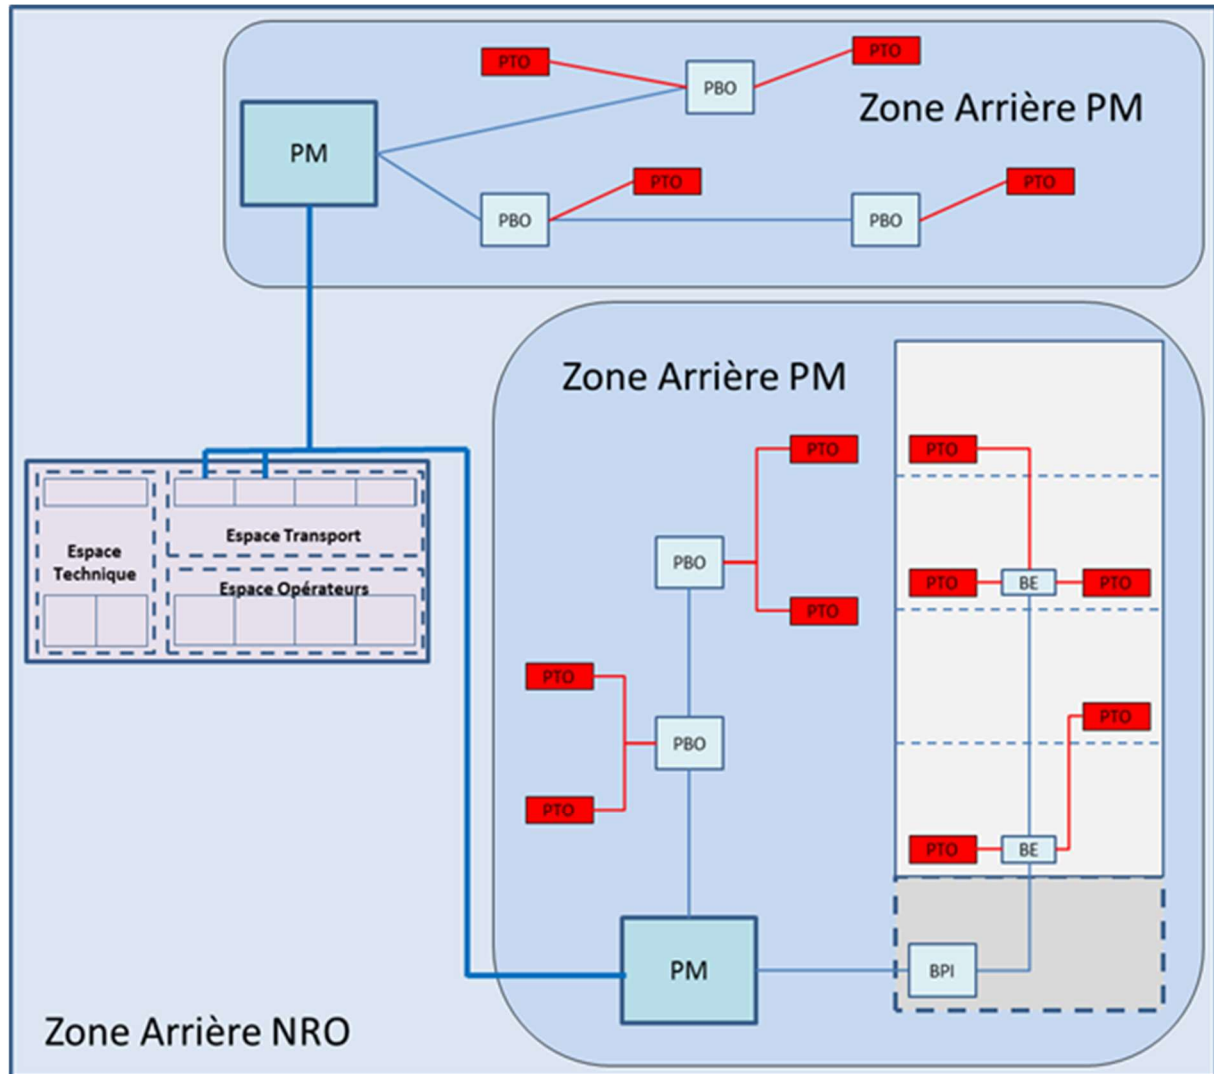 PTO
PTO
PBO
Zone Arrière PM
PM
PTO
PTO
PBO
PBO
Zone Arrière PM
PTO
PTO
Espace Transport
Espace
Technique
PBO
PTO
BE
PTO
Espace Opérateurs
PTO
PTO
PTO
PBO
PTO
PTO
BE
PM
BPI
Zone Arrière NRO
PTO